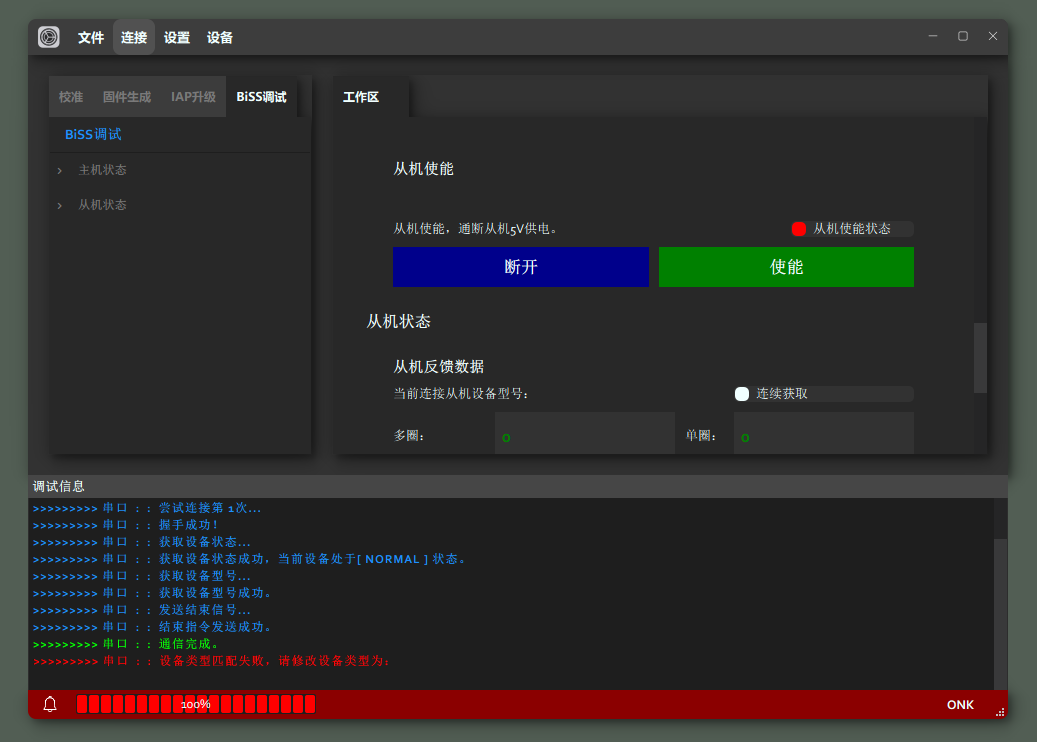 文件 连接 设置 设备
校准 固件生成 IAP升级 BiSS调试
工作区
BiSS调试
主机状态
从机状态
从机使能
从机使能，通断从机5V供电。 从机使能状态
断开 使能
从机状态
从机反馈数据
当前连接从机设备型号: 连续获取
多圈: 0 单圈: 0
调试信息
>>>>>>>>> 串口 : : 尝试连接第 1次...
>>>>>>>>> 串口 : : 握手成功!
>>>>>>>>> 串口 : : 获取设备状态...
>>>>>>>>> 串口 : : 获取设备状态成功，当前设备处于[ NORMAL ] 状态。
>>>>>>>>> 串口 : : 获取设备型号...
>>>>>>>>> 串口 : : 获取设备型号成功。
>>>>>>>>> 串口 : : 发送结束信号...
>>>>>>>>> 串口 : : 结束指令发送成功。
>>>>>>>>> 串口 : : 通信完成。
>>>>>>>>> 串口 : : 设备类型匹配失败，请修改设备类型为:
100% ONK